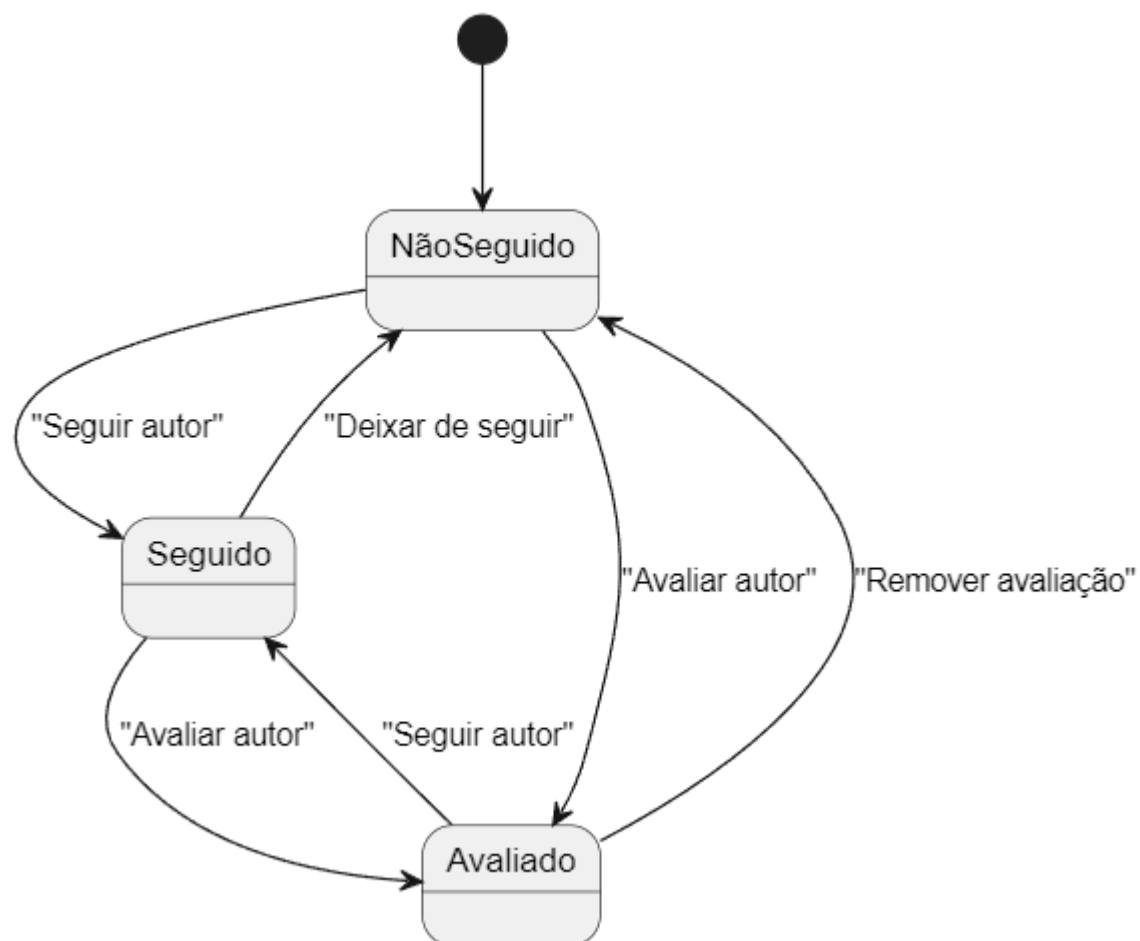 NãoSeguido
"Seguir autor"
"Deixar de seguir"
Seguido
"Avaliar autor"
"Remover avaliação"
"Avaliar autor"
"Seguir autor"
Avaliado